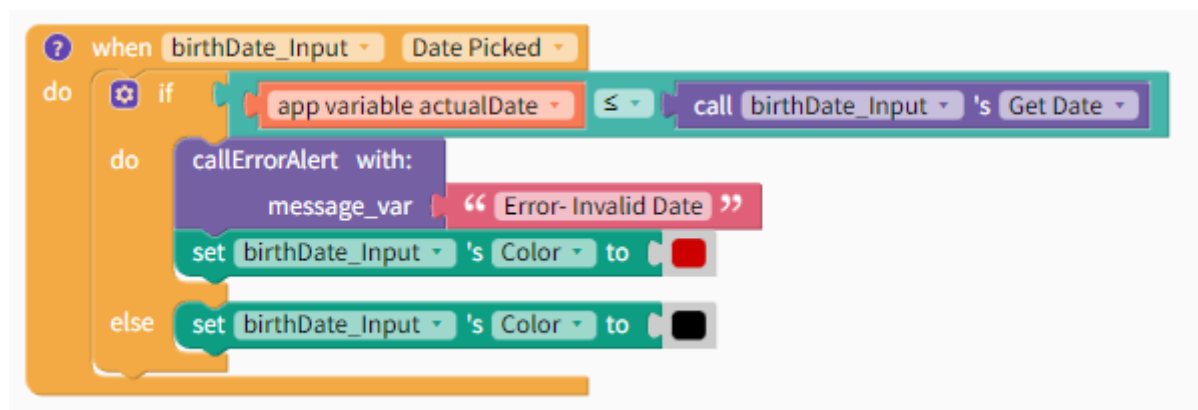 ? when birthDate_Input Date Picked
do if app variable actualDate ≤ call birthDate_Input 's Get Date
do callErrorAlert with:
message_var “ Error- Invalid Date ”
set birthDate_Input 's Color to
else set birthDate_Input 's Color to